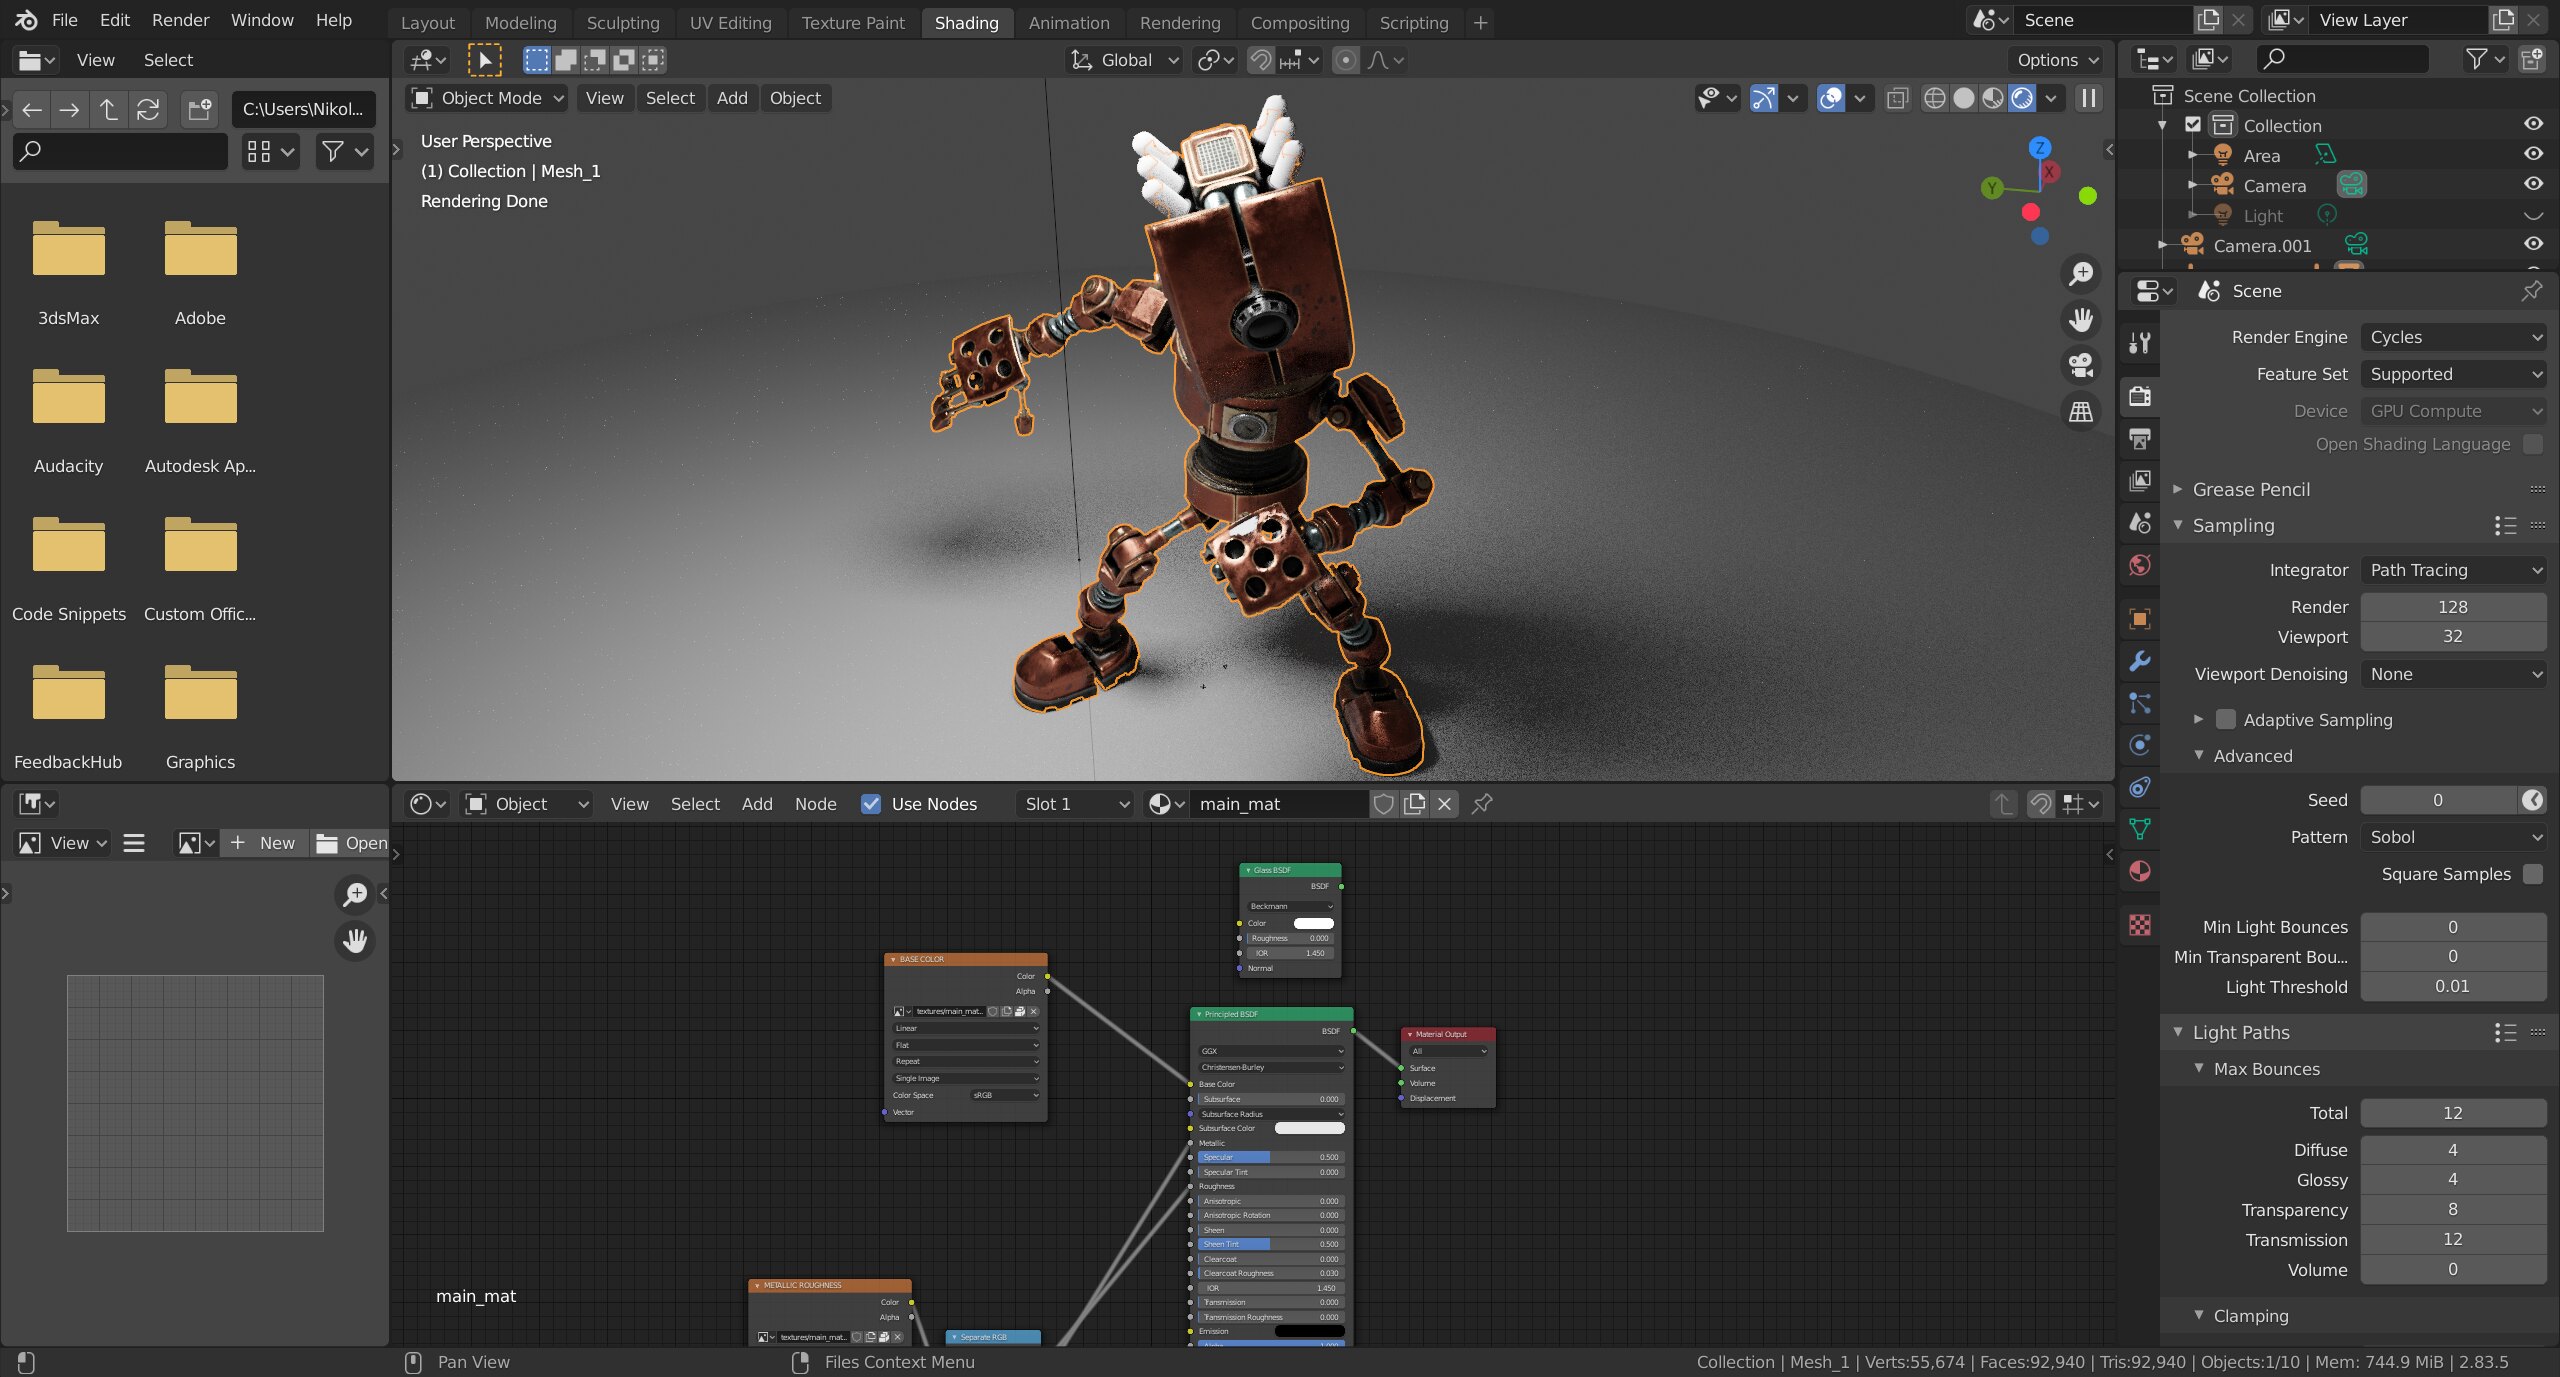 File Edit Render Window Help Layout Modeling Sculpting UV Editing Texture Paint Shading Animation Rendering Compositing Scripting + Scene View Layer
View Select
Global Options
C:\Users\Nikol...
Object Mode View Select Add Object
User Perspective
(1) Collection | Mesh_1
Rendering Done
Z
X
Y
3dsMax Adobe
Audacity Autodesk Ap...
Code Snippets Custom Offic...
FeedbackHub Graphics
Scene Collection
Collection
Area
Camera
Light
Camera.001
Scene
Render Engine Cycles
Feature Set Supported
Device GPU Compute
Open Shading Language
Grease Pencil
Sampling
Integrator Path Tracing
Render 128
Viewport 32
Viewport Denoising None
Adaptive Sampling
Advanced
Seed 0
Pattern Sobol
Square Samples
Min Light Bounces 0
Min Transparent Bou... 0
Light Threshold 0.01
Light Paths
Max Bounces
Total 12
Diffuse 4
Glossy 4
Transparency 8
Transmission 12
Volume 0
Clamping
View New Open
Object View Select Add Node Use Nodes Slot 1 main_mat
Glass BSDF
BSDF
Beckmann
Color
Roughness 0.000
IOR 1.450
Normal
BASE COLOR
Color
Alpha
textures/main_mat...
Linear
Flat
Repeat
Single Image
Color Space sRGB
Vector
Principled BSDF
BSDF
GGX
Christensen-Burley
Base Color
Subsurface 0.000
Subsurface Radius
Subsurface Color
Metallic
Specular 0.500
Specular Tint 0.000
Roughness
Anisotropic 0.000
Anisotropic Rotation 0.000
Sheen 0.000
Sheen Tint 0.500
Clearcoat 0.000
Clearcoat Roughness 0.030
IOR 1.450
Transmission 0.000
Transmission Roughness 0.000
Emission
Material Output
All
Surface
Volume
Displacement
METALLIC ROUGHNESS
Color
Alpha
textures/main_mat...
Separate RGB
main_mat
Pan View Files Context Menu Collection | Mesh_1 | Verts:55,674 | Faces:92,940 | Tris:92,940 | Objects:1/10 | Mem: 744.9 MiB | 2.83.5